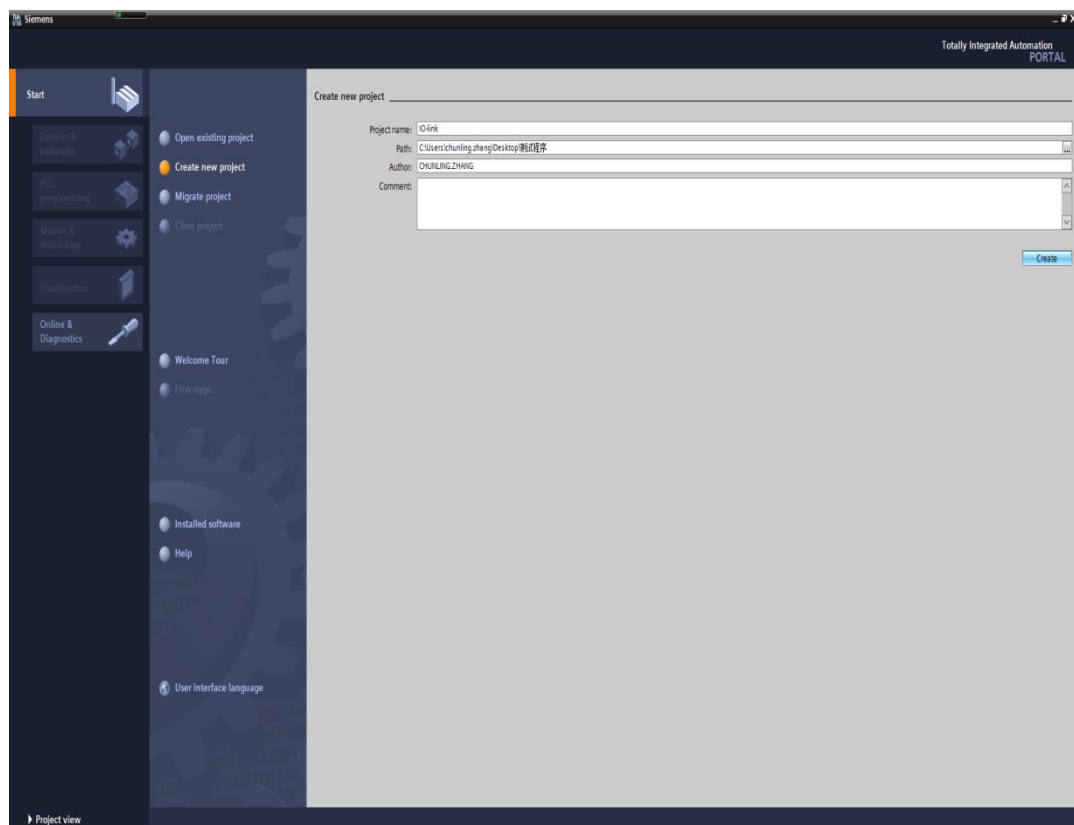 Siemens
Totally Integrated Automation
PORTAL
Start
Devices &
networks
PLC
programming
Motion &
technology
Visualization
Online &
Diagnostics
Open existing project
Create new project
Migrate project
Close project
Welcome Tour
First steps
Installed software
Help
User interface language
Create new project
Project name: IO-link
Path: C:\Users\chunling.zhang\Desktop\测试程序
Author: CHUNLING.ZHANG
Comment:
Create
Project view